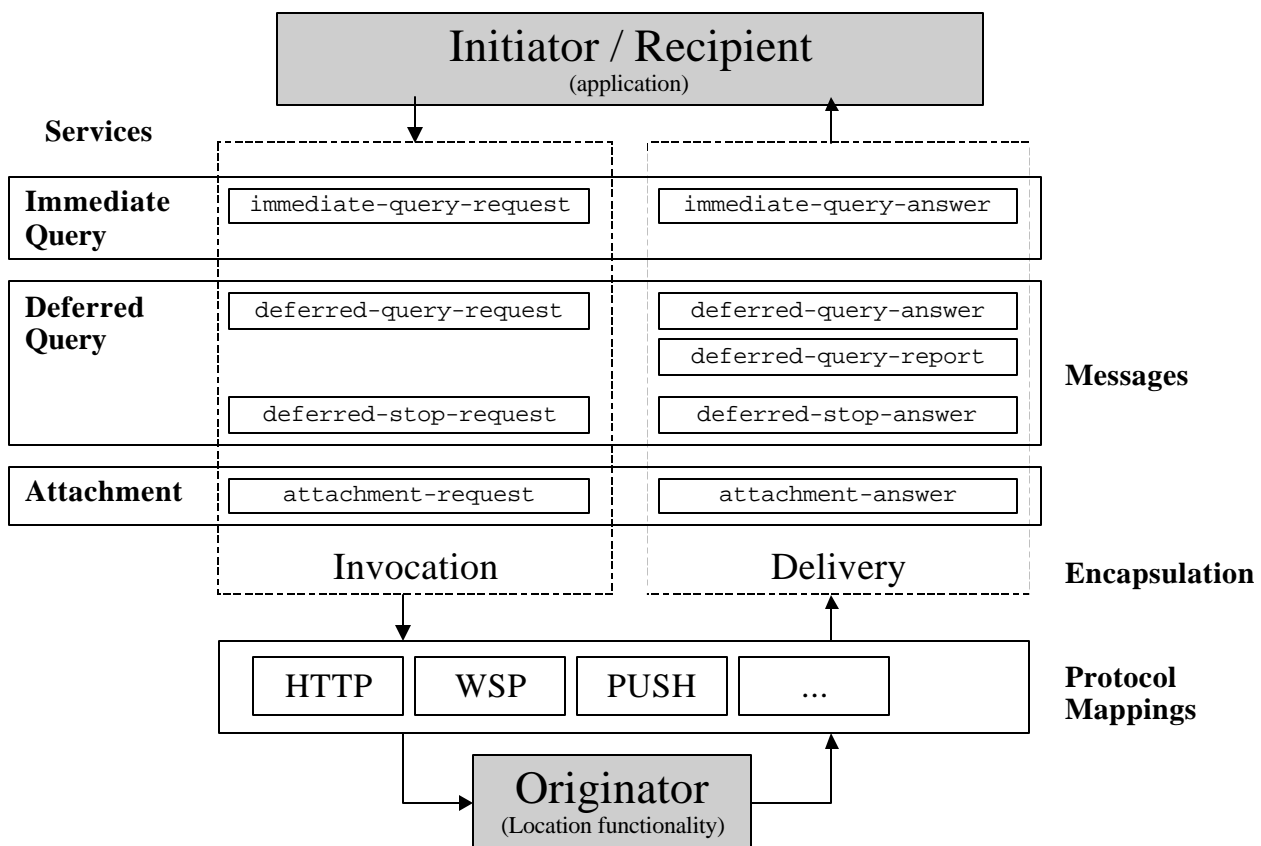 Initiator / Recipient
(application)
Services
Immediate
Query
immediate-query-request
immediate-query-answer
Deferred
Query
deferred-query-request
deferred-query-answer
deferred-query-report
deferred-stop-request
deferred-stop-answer
Messages
Attachment
attachment-request
attachment-answer
Invocation
Delivery
Encapsulation
HTTP
WSP
PUSH
...
Protocol
Mappings
Originator
(Location functionality)